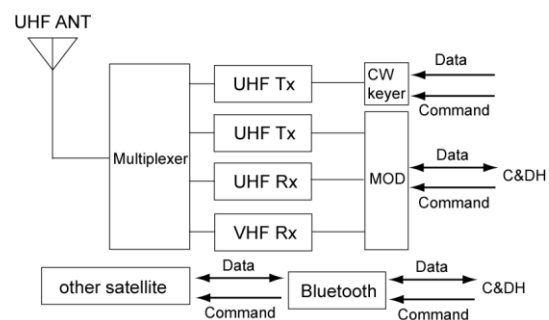 UHF ANT
Multiplexer
UHF Tx
CW
keyer
Data
Command
UHF Tx
UHF Rx
VHF Rx
MOD
Data
C&DH
Command
other satellite
Data
Command
Bluetooth
Data
C&DH
Command